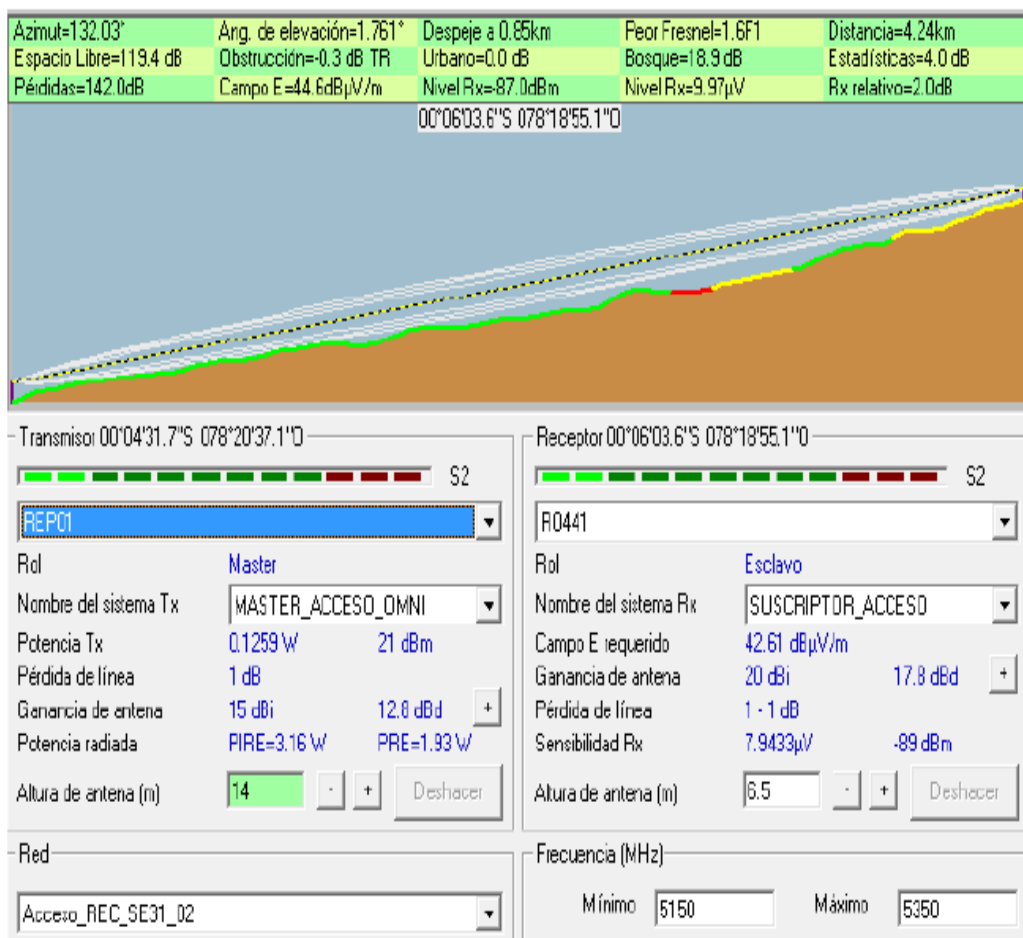 Azimut=132.03° Ang. de elevación=1.761° Despeje a 0.85km Peor Fresnel=1.6F1 Distancia=4.24km
Espacio Libre=119.4 dB Obstrucción=-0.3 dB TR Urbano=0.0 dB Bosque=18.9 dB Estadísticas=4.0 dB
Pérdidas=142.0dB Campo E=44.6dBµV/m Nivel Rx=-87.0dBm Nivel Rx=9.97µV Rx relativo=2.0dB
00°06'03.6"S 078°18'55.1"O
Transmisor 00°04'31.7"S 078°20'37.1"O
S2
REP01
Rol Master
Nombre del sistema Tx MASTER_ACCESO_OMNI
Potencia Tx 0.1259 W 21 dBm
Pérdida de línea 1 dB
Ganancia de antena 15 dBi 12.8 dBd +
Potencia radiada PIRE=3.16 W PRE=1.93 W
Altura de antena (m) 14 - + Deshacer
Receptor 00°06'03.6"S 078°18'55.1"O
S2
R0441
Rol Esclavo
Nombre del sistema Rx SUSCRIPTOR_ACCESO
Campo E requerido 42.61 dBµV/m
Ganancia de antena 20 dBi 17.8 dBd +
Pérdida de línea 1 - 1 dB
Sensibilidad Rx 7.9433µV -89 dBm
Altura de antena (m) 6.5 - + Deshacer
Red
Acceso_REC_SE31_02
Frecuencia (MHz)
Mínimo 5150 Máximo 5350